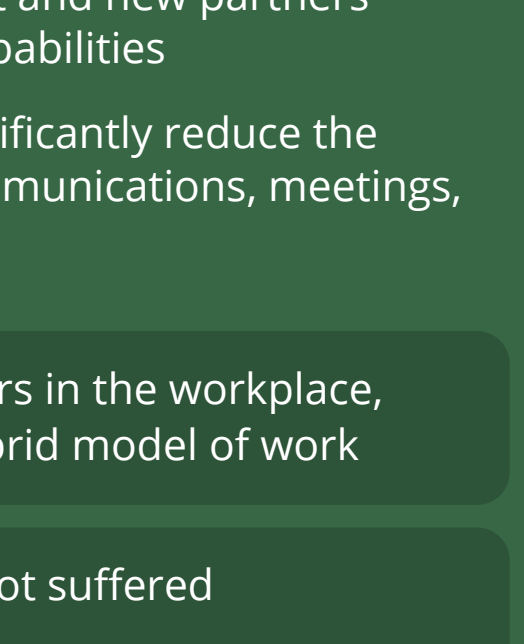 and new partners
pabilities
ificantly reduce the
munications, meetings,
rs in the workplace,
orid model of work
ot suffered